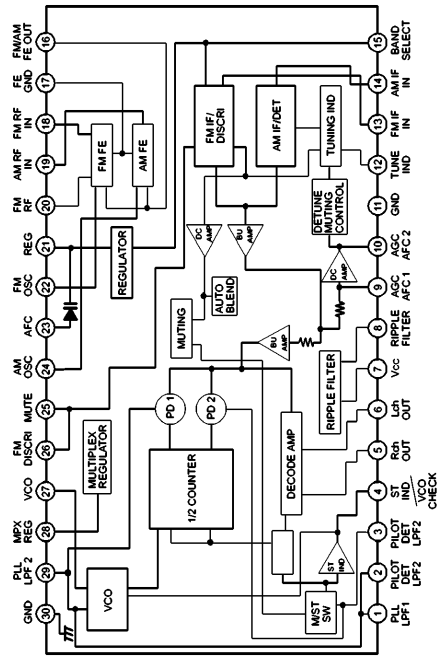 FM/AM
FE OUT
16
FE
GND
17
FM RF
IN
18
AM RF
IN
19
FM
RF
20
REG
21
FM
OSC
22
AFC
23
AM
OSC
24
MUTE
25
FM
DISCRI
26
VCO
27
MPX
REG
28
PLL
LPF 2
29
GND
30
15
BAND
SELECT
14
AM IF
IN
13
FM IF
IN
12
TUNE
IND
11
GND
10
AGC
AFC 2
9
AGC
AFC 1
8
RIPPLE
FILTER
7
Vcc
6
Lch
OUT
5
Rch
OUT
4
ST
IND
VCO
CHECK
3
PILOT
DET
LPF2
2
PILOT
DET
LPF2
1
PLL
LPF1
FM FE
AM FE
FM IF/
DISCRI
AM IF/DET
TUNING IND
DETUNE
MUTING
CONTROL
REGULATOR
DC
AMP
BU
AMP
DC
AMP
AUTO
BLEND
MUTING
BU
AMP
RIPPLE FILTER
PD 1
PD 2
MULTIPLEX
REGULATOR
1/2 COUNTER
DECODE AMP
VCO
ST
IND
M/ST
SW